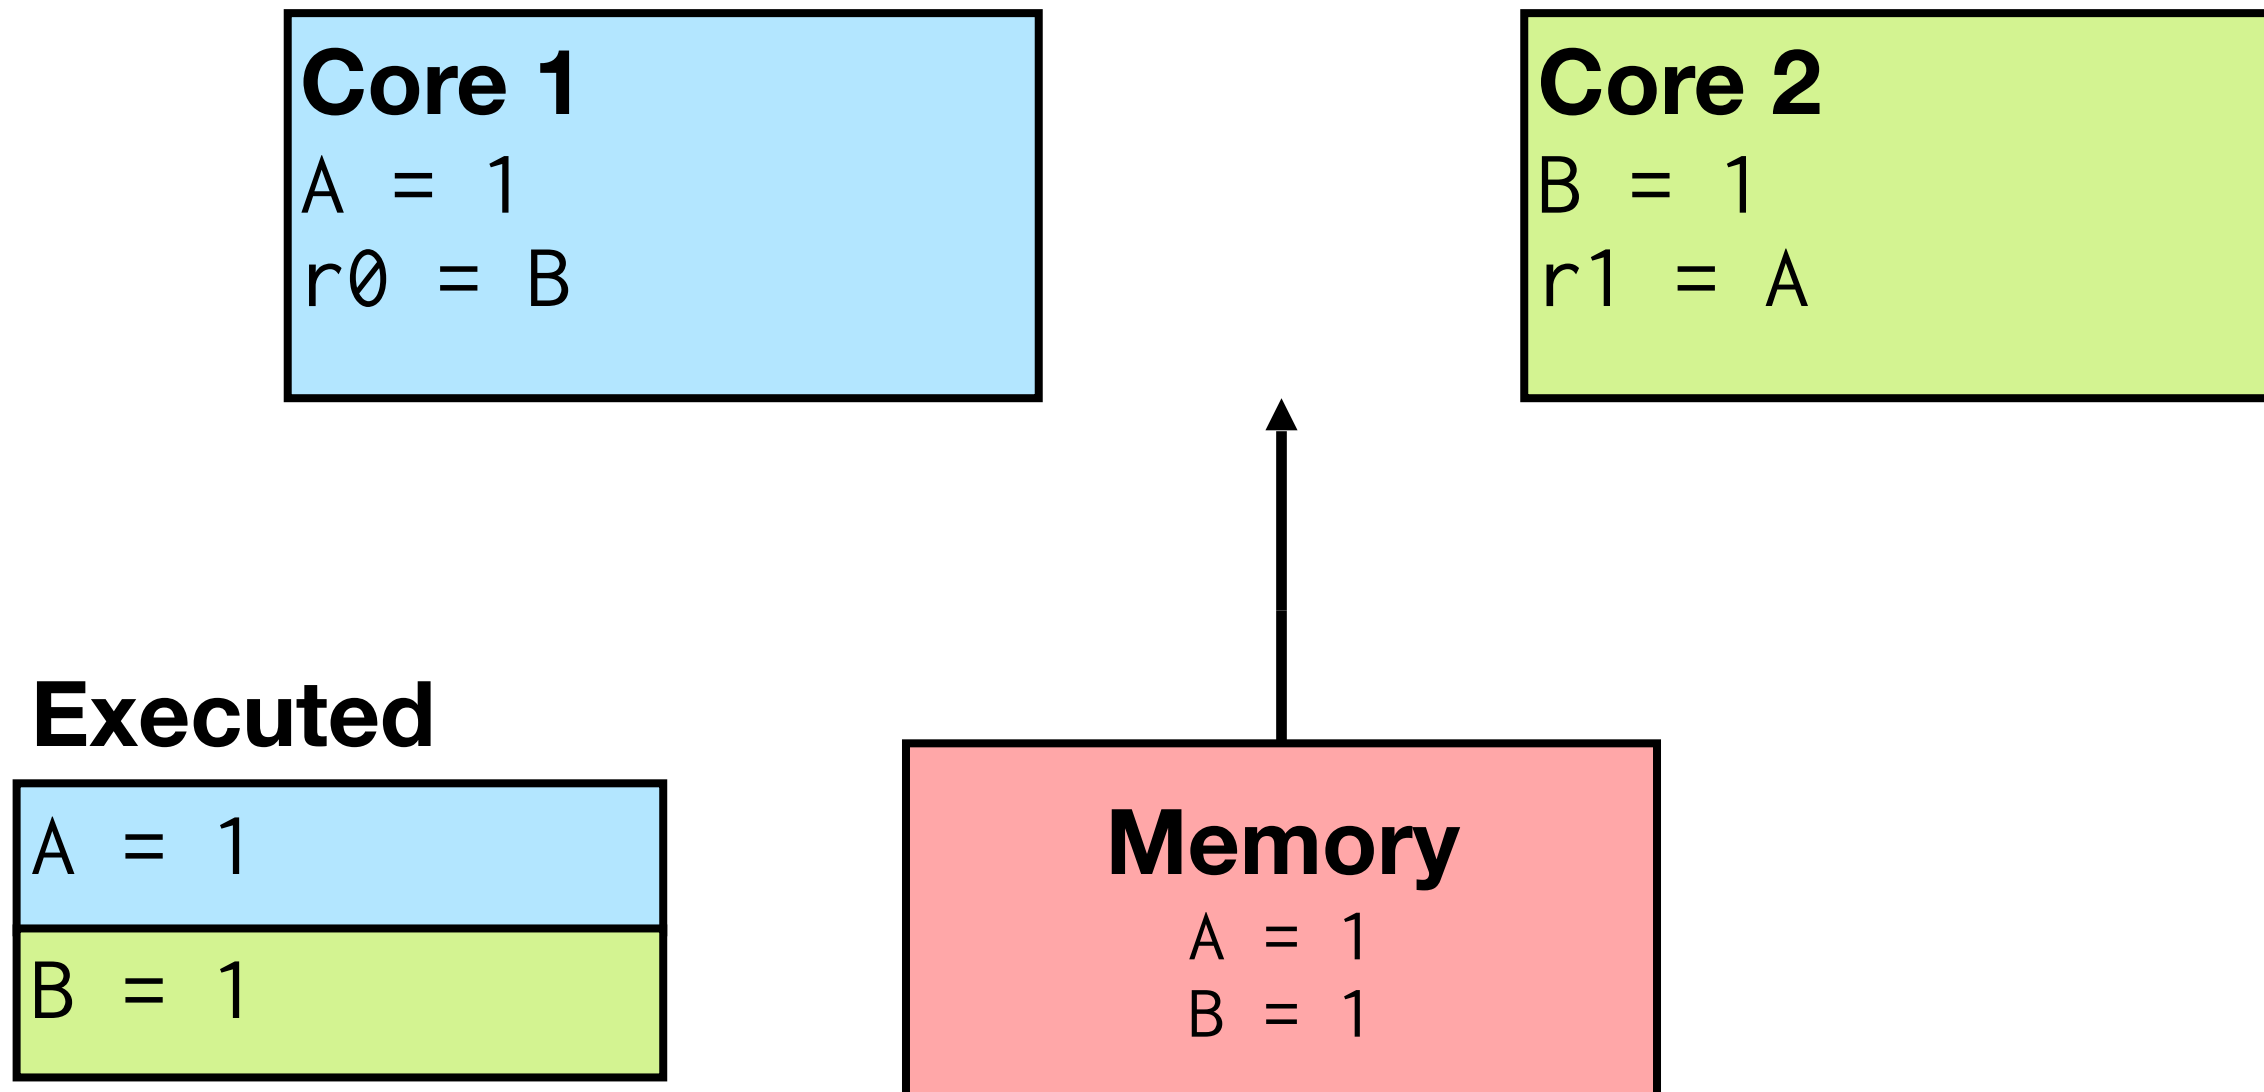 Core 1
A = 1
r0 = B
Core 2
B = 1
r1 = A
Executed
A = 1
B = 1
Memory
A = 1
B = 1